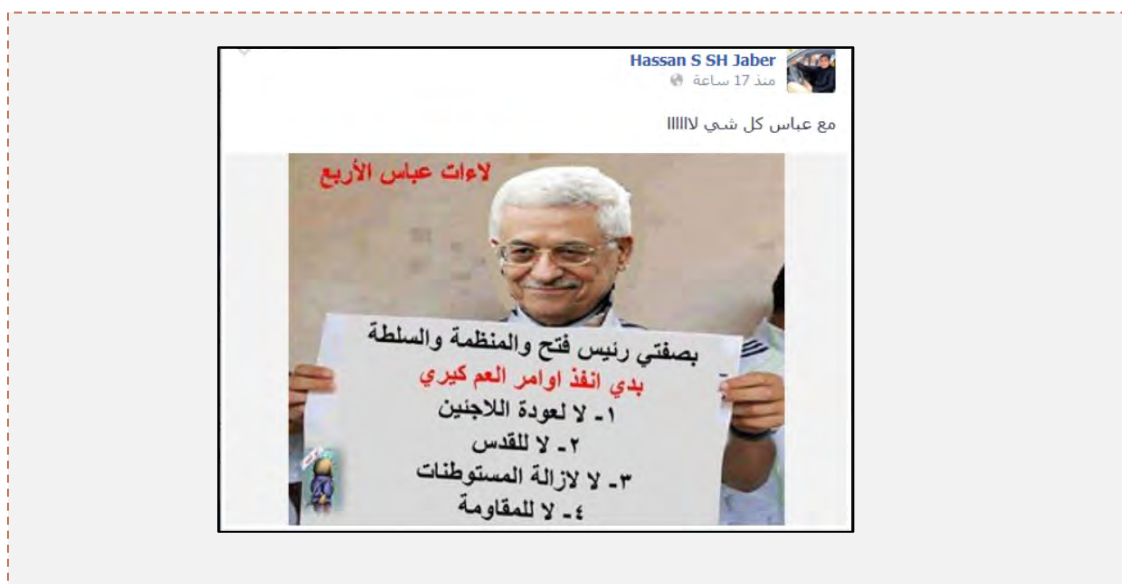 Hassan S SH Jaber
منذ 17 ساعة
مع عباس كل شي لااااا
لاءات عباس الأربع
بصفتي رئيس فتح والمنظمة والسلطة
بدي انفذ اوامر العم كيري
١- لا لعودة اللاجئين
٢- لا للقدس
٣- لا لازالة المستوطنات
٤- لا للمقاومة